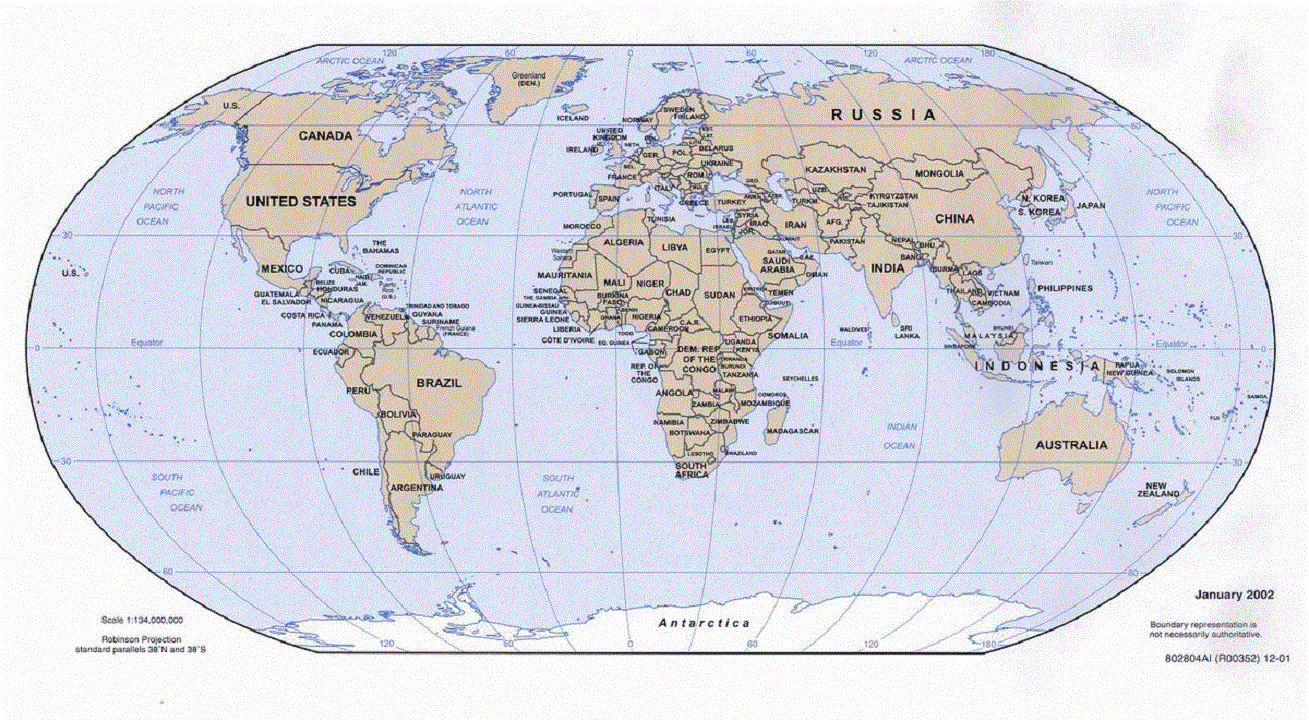 120
60
0
60
120
180
ARCTIC OCEAN
ARCTIC OCEAN
Greenland
(DEN.)
U.S.
ICELAND
NORWAY
SWEDEN
FINLAND
RUSSIA
60
60
CANADA
UNITED
KINGDOM
IRELAND
EST.
NETH.
GER.
POL.
BELARUS
UKRAINE
FRANCE
ROM.
KAZAKHSTAN
MONGOLIA
NORTH
PACIFIC
OCEAN
UNITED STATES
NORTH
ATLANTIC
OCEAN
PORTUGAL
SPAIN
ITALY
GREECE
TURKEY
UZB.
TURKM.
KYRGYZSTAN
TAJIKISTAN
CHINA
N. KOREA
S. KOREA
JAPAN
NORTH
PACIFIC
OCEAN
MOROCCO
TUNISIA
SYRIA
ISRAEL
JOR.
IRAQ
IRAN
AFG.
PAKISTAN
KUWAIT
30
30
THE
BAHAMAS
Western
Sahara
ALGERIA
LIBYA
EGYPT
QATAR
U.A.E.
SAUDI
ARABIA
OMAN
NEPAL
BHU.
BANGL.
INDIA
BURMA
LAOS
Taiwan
U.S.
MEXICO
CUBA
DOMINICAN
REPUBLIC
HAITI
JAM.
Puerto
Rico
(U.S.)
BELIZE
HONDURAS
GUATEMALA
EL SALVADOR
NICARAGUA
COSTA RICA
PANAMA
TRINIDAD AND TOBAGO
VENEZUELA
GUYANA
SURINAME
French Guiana
(FRANCE)
COLOMBIA
ECUADOR
MAURITANIA
MALI
NIGER
CHAD
SUDAN
YEMEN
DJIBOUTI
SENEGAL
THE GAMBIA
GUINEA-BISSAU
GUINEA
SIERRA LEONE
LIBERIA
CÔTE D'IVOIRE
BURKINA
FASO
GHANA
TOGO
BENIN
NIGERIA
CAMEROON
C.A.R.
EQ. GUINEA
ETHIOPIA
SOMALIA
THAILAND
VIETNAM
CAMBODIA
PHILIPPINES
MALDIVES
SRI
LANKA
BRUNEI
MALAYSIA
SINGAPORE
0
Equator
Equator
Equator
0
GABON
REP. OF
THE
CONGO
DEM. REP.
OF THE
CONGO
UGANDA
KENYA
RWANDA
BURUNDI
TANZANIA
SEYCHELLES
INDONESIA
PAPUA
NEW GUINEA
SOLOMON
ISLANDS
SAMOA
FIJI
PERU
BRAZIL
BOLIVIA
PARAGUAY
CHILE
URUGUAY
ARGENTINA
ANGOLA
ZAMBIA
MALAWI
COMOROS
MOZAMBIQUE
NAMIBIA
ZIMBABWE
BOTSWANA
MADAGASCAR
LESOTHO
SWAZILAND
SOUTH
AFRICA
INDIAN
OCEAN
AUSTRALIA
30
30
SOUTH
PACIFIC
OCEAN
SOUTH
ATLANTIC
OCEAN
NEW
ZEALAND
60
60
Antarctica
120
60
0
60
120
180
Scale 1:134,000,000
Robinson Projection
standard parallels 38°N and 38°S
January 2002
Boundary representation is
not necessarily authoritative.
802804AI (R00352) 12-01